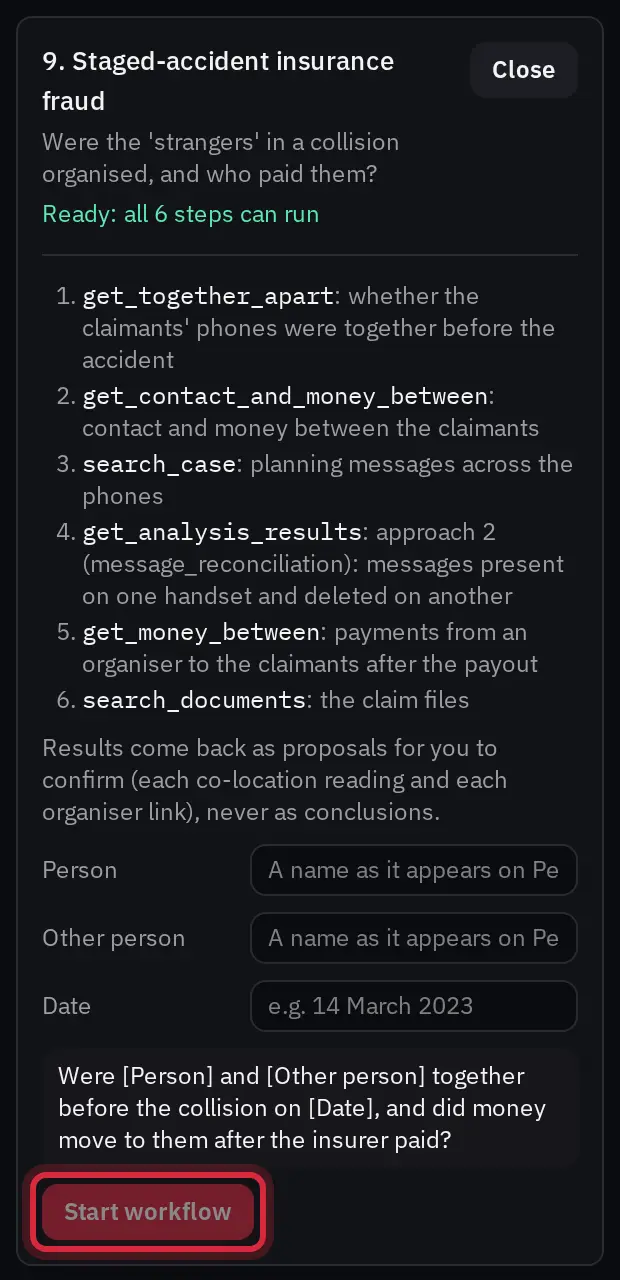 9. Staged-accident insurance
fraud
Close
Were the 'strangers' in a collision
organised, and who paid them?
Ready: all 6 steps can run
1. get_together_apart: whether the
claimants' phones were together before the
accident
2. get_contact_and_money_between:
contact and money between the claimants
3. search_case: planning messages across the
phones
4. get_analysis_results: approach 2
(message_reconciliation): messages present
on one handset and deleted on another
5. get_money_between: payments from an
organiser to the claimants after the payout
6. search_documents: the claim files
Results come back as proposals for you to
confirm (each co-location reading and each
organiser link), never as conclusions.
Person
A name as it appears on Pe
Other person
A name as it appears on Pe
Date
e.g. 14 March 2023
Were [Person] and [Other person] together
before the collision on [Date], and did money
move to them after the insurer paid?
Start workflow